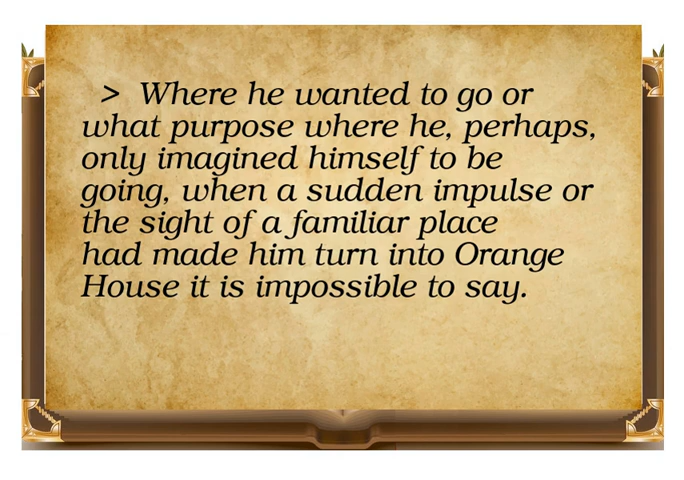 > Where he wanted to go or
what purpose where he, perhaps,
only imagined himself to be
going, when a sudden impulse or
the sight of a familiar place
had made him turn into Orange
House it is impossible to say.